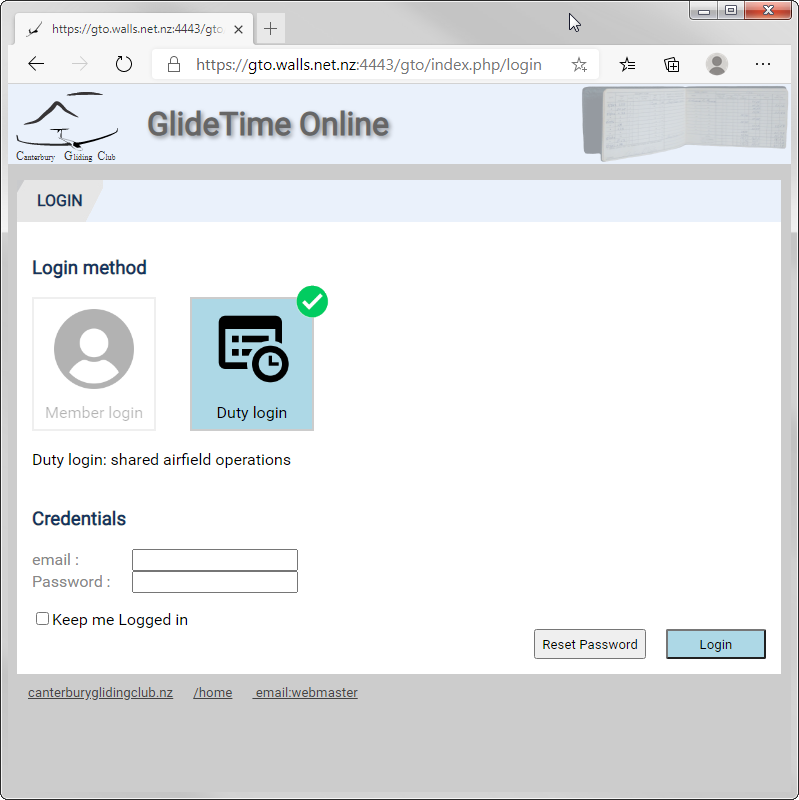 https://gto.walls.net.nz:4443/gto
https://gto.walls.net.nz:4443/gto/index.php/login
Canterbury Gliding Club
GlideTime Online
LOGIN
Login method
Member login
Duty login
Duty login: shared airfield operations
Credentials
email :
Password :
Keep me Logged in
Reset Password
Login
canterburyglidingclub.nz /home email:webmaster